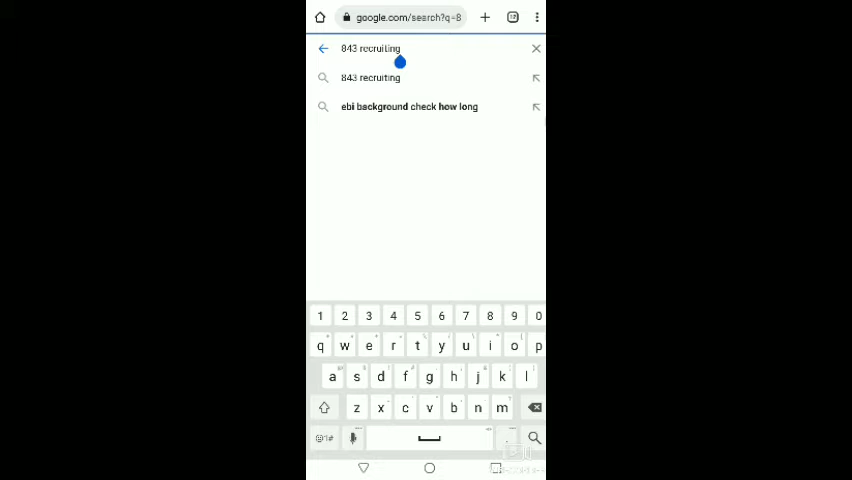 google.com/search?q=8
12
843 recruiting
843 recruiting
ebi background check how long
1 2 3 4 5 6 7 8 9 0
q w e r t y u i o p
a s d f g h j k l
z x c v b n m